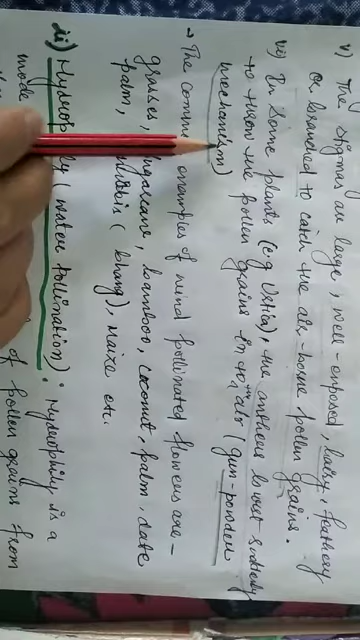 v) The stigmas are large, well-exposed, hairy, feathery
or branched to catch the air-borne pollen grains.
vi) In some plants (e.g Urtica), the anthers burst suddenly
to throw the pollen grains into the air (gun-powder
mechanism)
→ The common examples of wind pollinated flowers are -
grasses, sugarcane, bamboo, coconut, palm, date
palm, (bhang), Maize etc.
ii) Hydrophily (water Pollination): Hydrophily is a
mode of pollen grains from